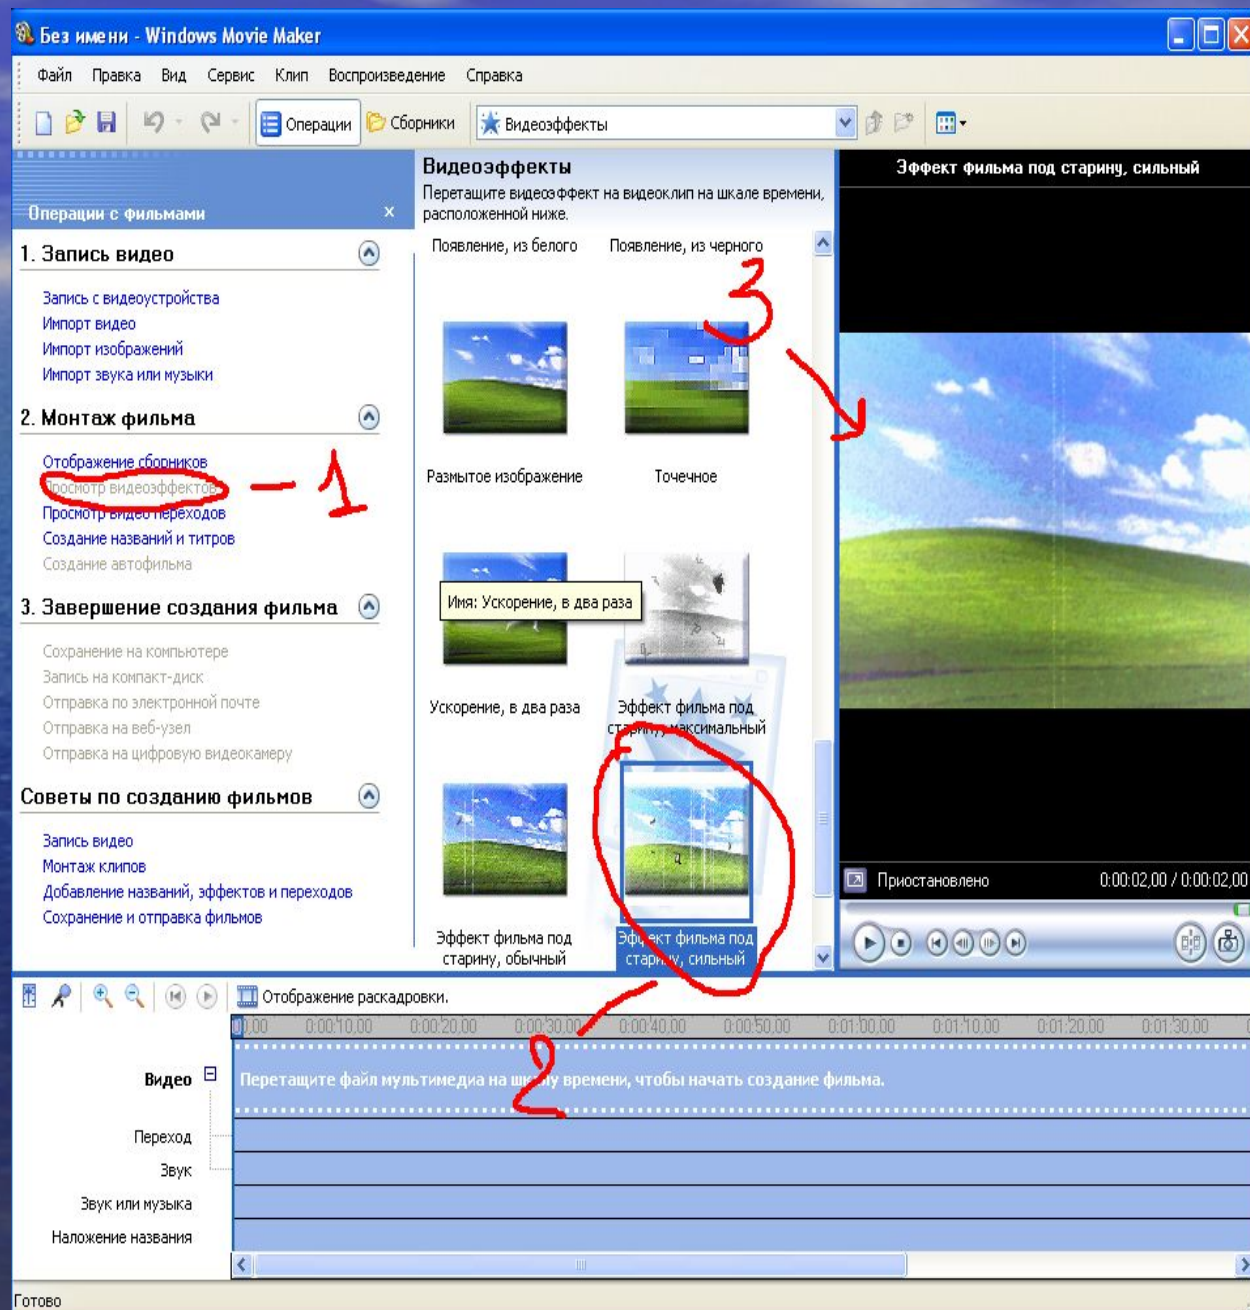 Без имени - Windows Movie Maker
Файл Правка Вид Сервис Клип Воспроизведение Справка
Операции Сборники Видеоэффекты
Операции с фильмами x
1. Запись видео
Запись с видеоустройства
Импорт видео
Импорт изображений
Импорт звука или музыки
2. Монтаж фильма
Отображение сборников
Просмотр видеоэффектов
Просмотр видео переходов
Создание названий и титров
Создание автофильма
3. Завершение создания фильма
Сохранение на компьютере
Запись на компакт-диск
Отправка по электронной почте
Отправка на веб-узел
Отправка на цифровую видеокамеру
Советы по созданию фильмов
Запись видео
Монтаж клипов
Добавление названий, эффектов и переходов
Сохранение и отправка фильмов
1
Видеоэффекты
Перетащите видеоэффект на видеоклип на шкале времени,
расположенной ниже.
Появление, из белого Появление, из черного
3
Размытое изображение Точечное
Имя: Ускорение, в два раза
Ускорение, в два раза
Эффект фильма под
старину, максимальный
Эффект фильма под
старину, обычный
Эффект фильма под
старину, сильный
2
Эффект фильма под старину, сильный
Приостановлено 0:00:02,00 / 0:00:02,00
Отображение раскадровки.
0:00:10,00 0:00:20,00 0:00:30,00 0:00:40,00 0:00:50,00 0:01:00,00 0:01:10,00 0:01:20,00 0:01:30,00
Видео
Перетащите файл мультимедиа на шкалу времени, чтобы начать создание фильма.
Переход
Звук
Звук или музыка
Наложение названия
Готово